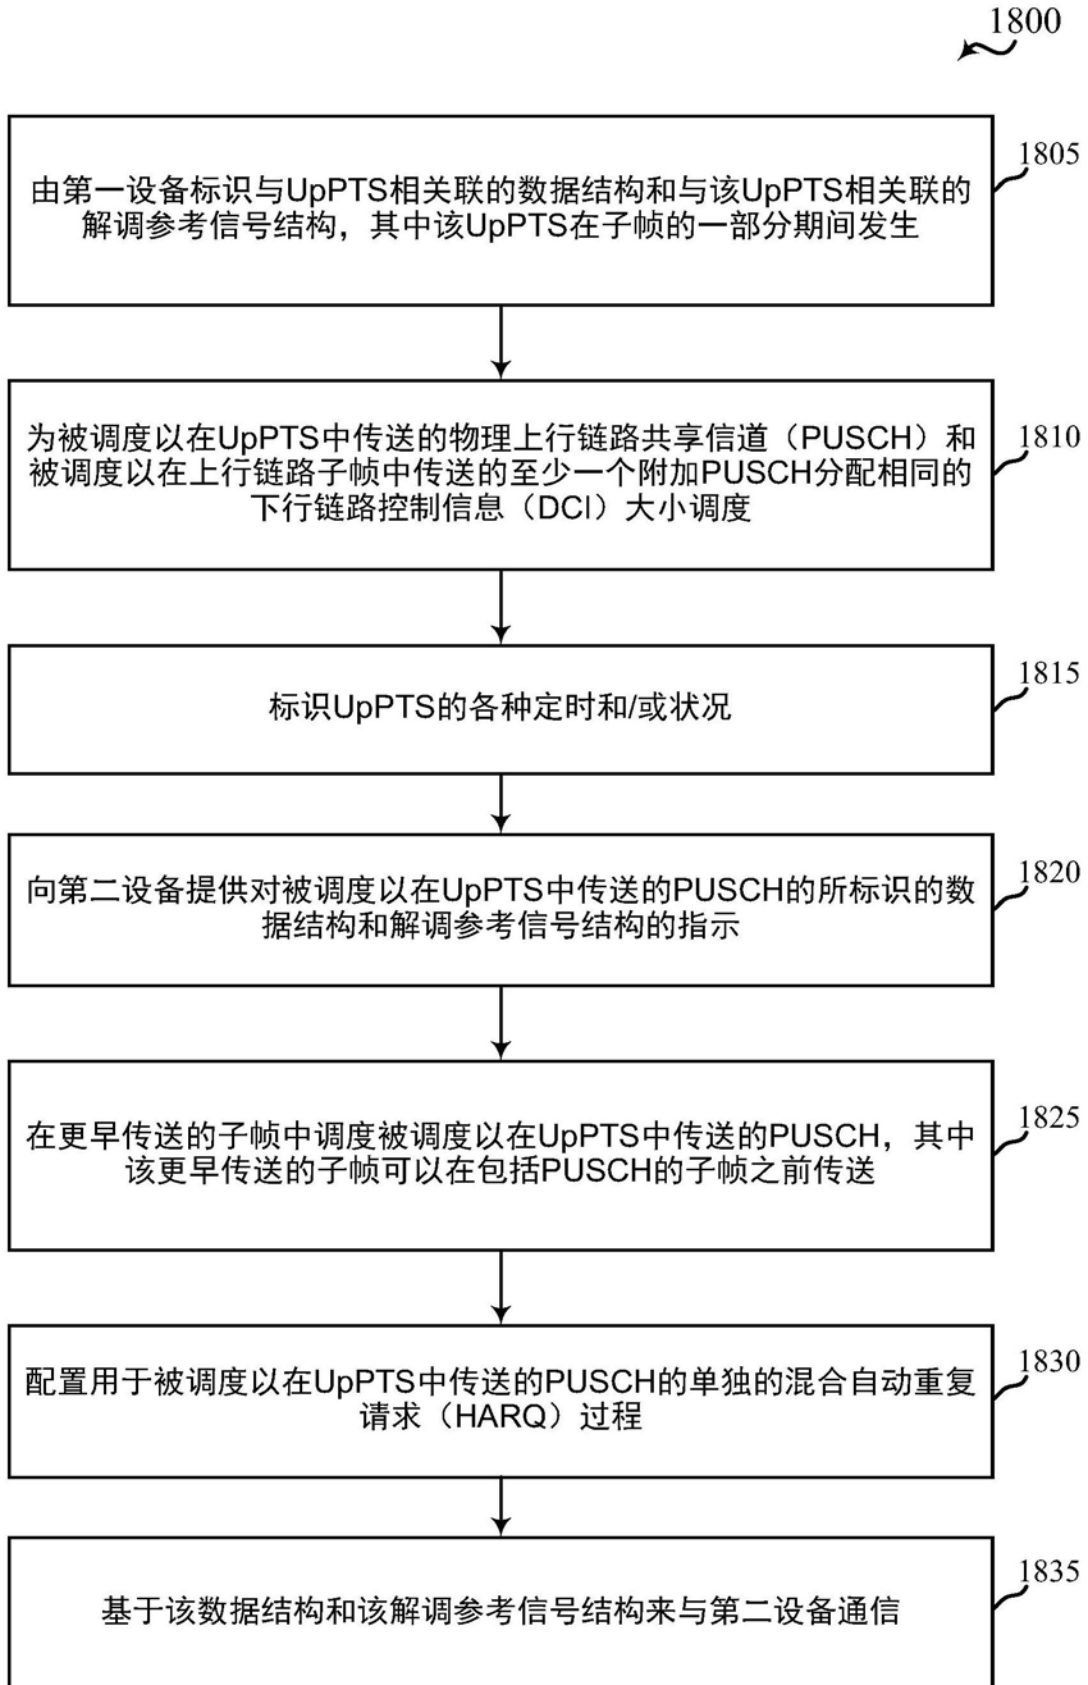 1800
由第一设备标识与UpPTS相关联的数据结构和与该UpPTS相关联的
解调参考信号结构，其中该UpPTS在子帧的一部分期间发生
1805
为被调度以在UpPTS中传送的物理上行链路共享信道（PUSCH）和
被调度以在上行链路子帧中传送的至少一个附加PUSCH分配相同的
下行链路控制信息（DCI）大小调度
1810
标识UpPTS的各种定时和/或状况
1815
向第二设备提供对被调度以在UpPTS中传送的PUSCH的所标识的数
据结构和解调参考信号结构的指示
1820
在更早传送的子帧中调度被调度以在UpPTS中传送的PUSCH，其中
该更早传送的子帧可以在包括PUSCH的子帧之前传送
1825
配置用于被调度以在UpPTS中传送的PUSCH的单独的混合自动重复
请求（HARQ）过程
1830
基于该数据结构和该解调参考信号结构来与第二设备通信
1835